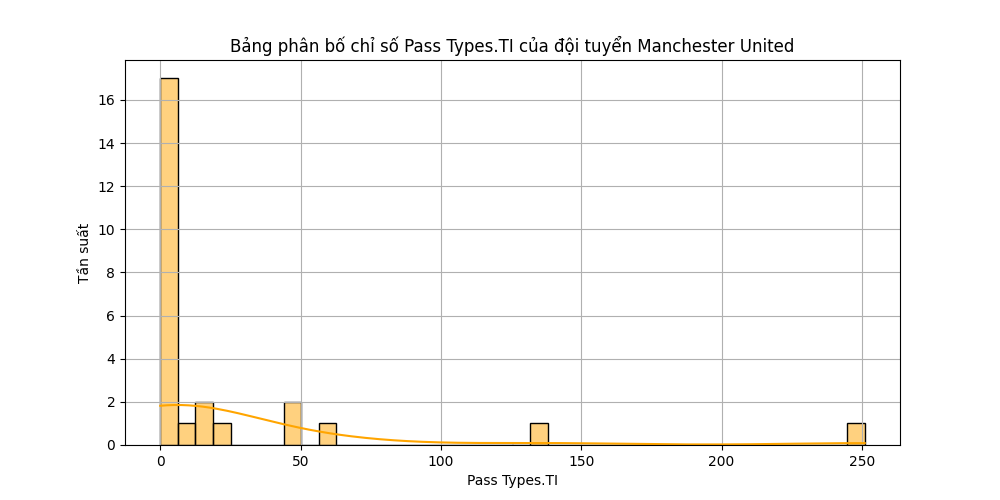 Bảng phân bố chỉ số Pass Types.TI của đội tuyển Manchester United
16
14
12
10
8
6
4
2
0
Tần suất
0 50 100 150 200 250
Pass Types.TI